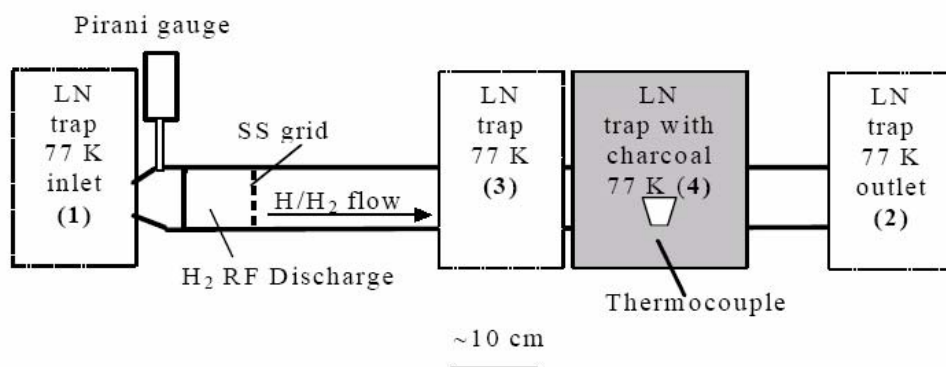 Pirani gauge
LN
trap
77 K
inlet
(1)
SS grid
H/H₂ flow
H₂ RF Discharge
LN
trap
77 K
(3)
LN
trap with
charcoal
77 K (4)
Thermocouple
LN
trap
77 K
outlet
(2)
~10 cm